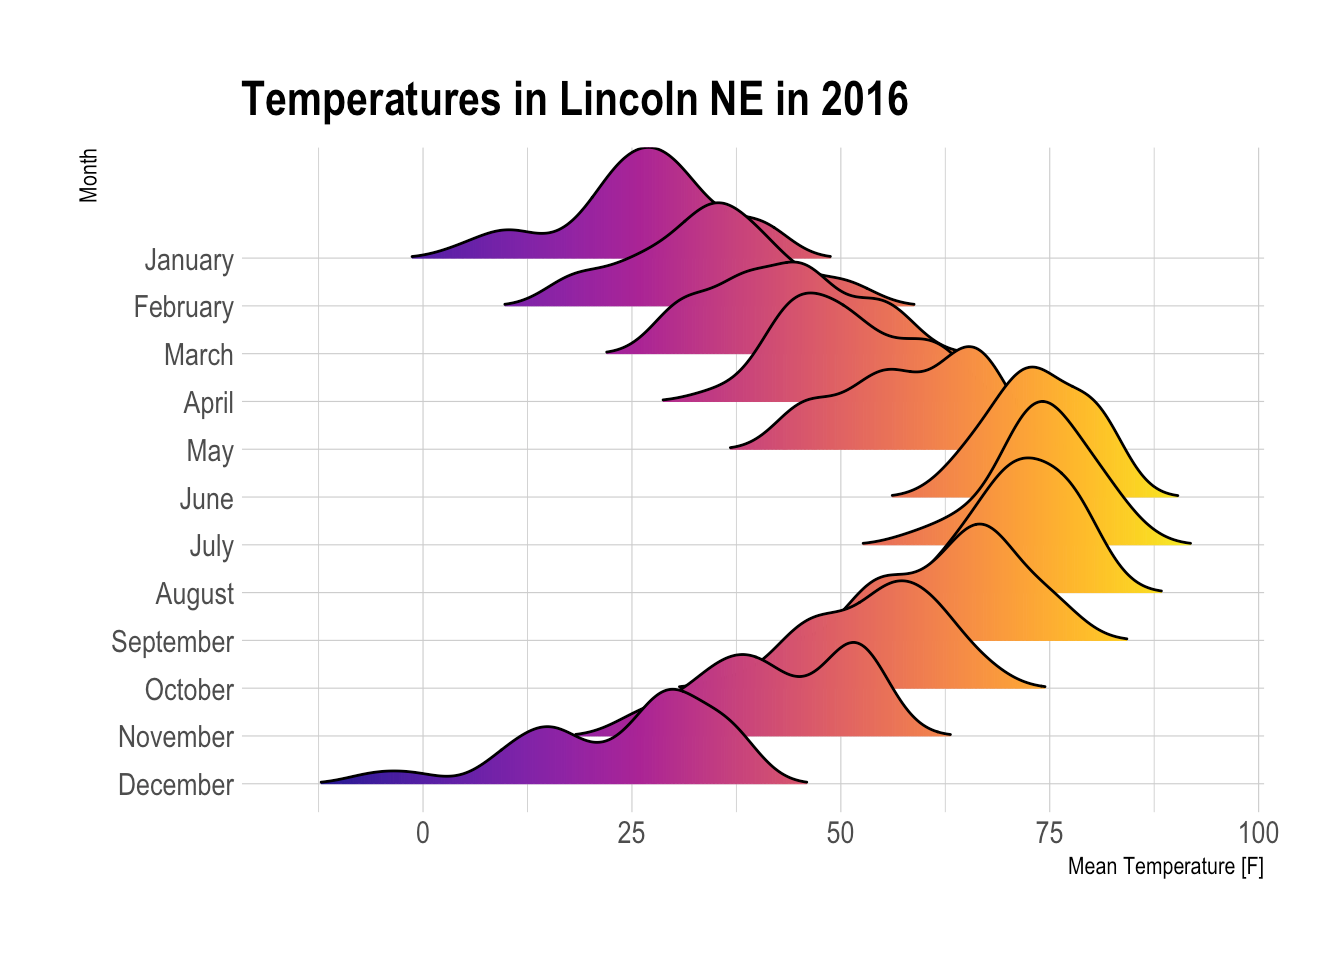 Temperatures in Lincoln NE in 2016
Month
January
February
March
April
May
June
July
August
September
October
November
December
0 25 50 75 100
Mean Temperature [F]